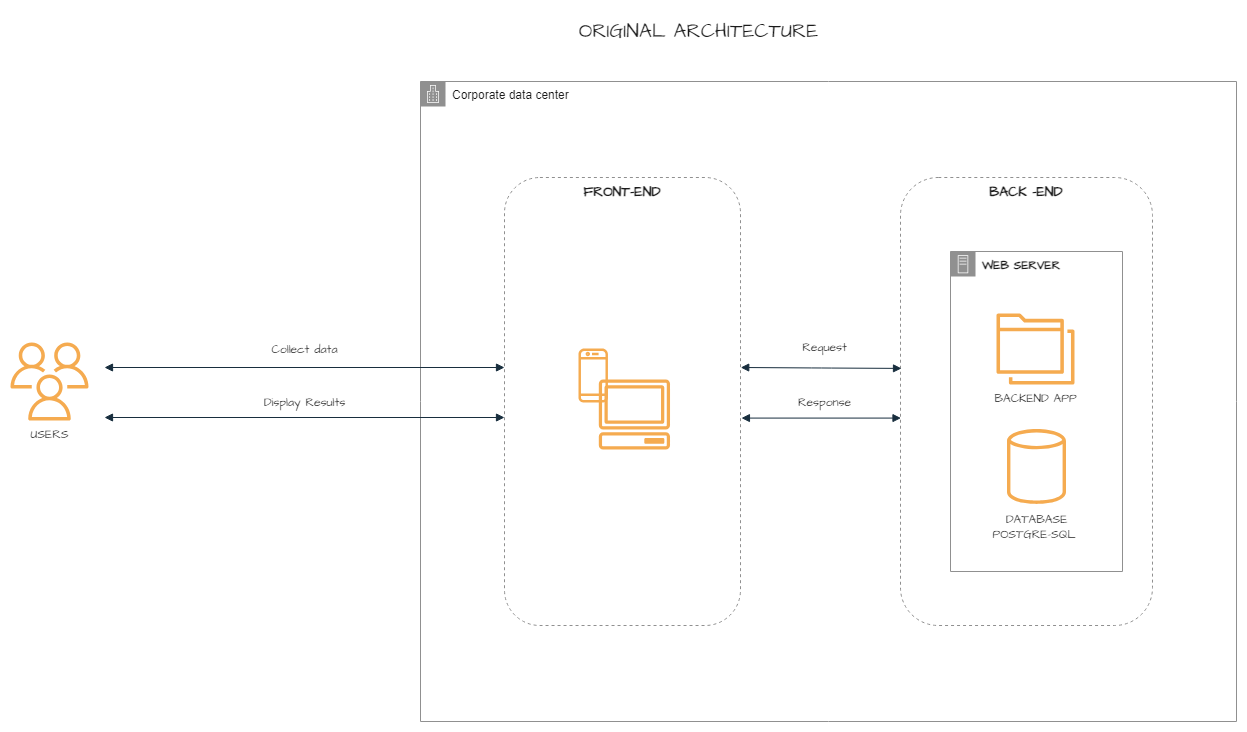 ORIGINAL ARCHITECTURE
Corporate data center
FRONT-END
BACK -END
WEB SERVER
Collect data
Request
Display Results
Response
BACKEND APP
USERS
DATABASE
POSTGRE-SQL